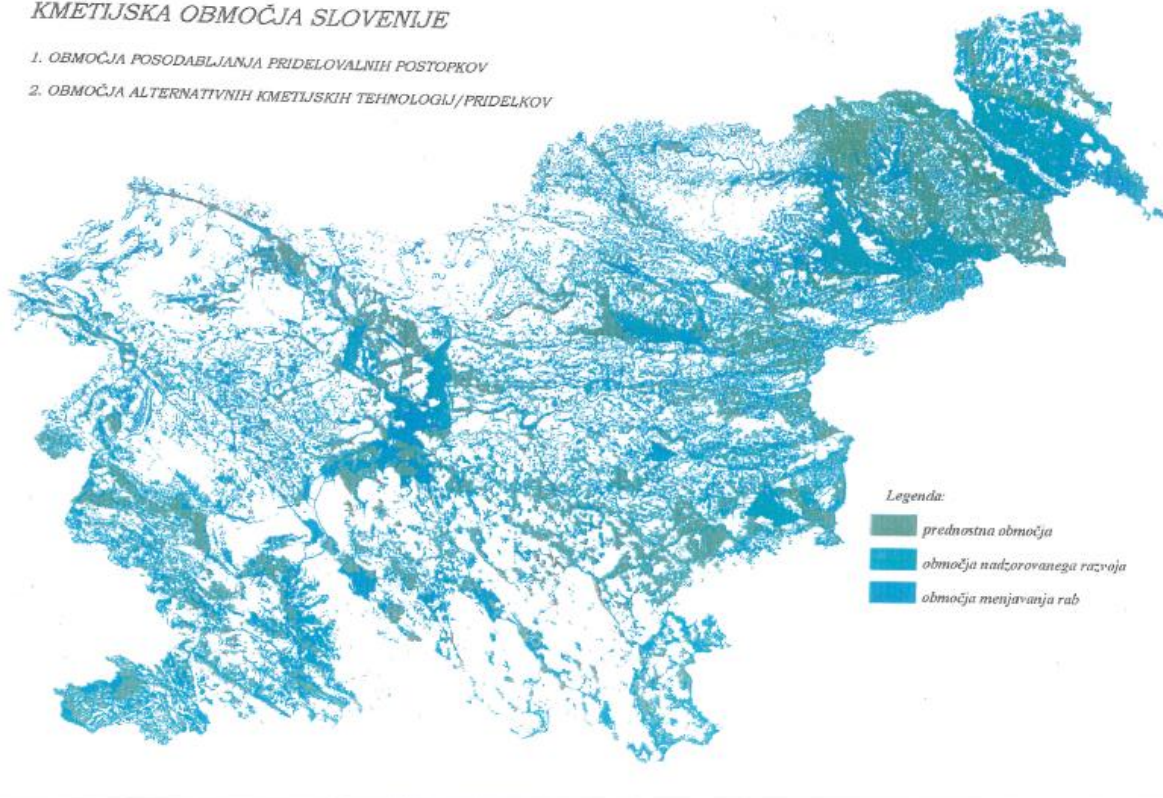 KMETIJSKA OBMOČJA SLOVENIJE
1. OBMOČJA POSODABLJANJA PRIDELOVALNIH POSTOPKOV
2. OBMOČJA ALTERNATIVNIH KMETIJSKIH TEHNOLOGIJ/PRIDELKOV
Legenda:
prednostna območja
območja nadzorovanega razvoja
območja menjavanja rab